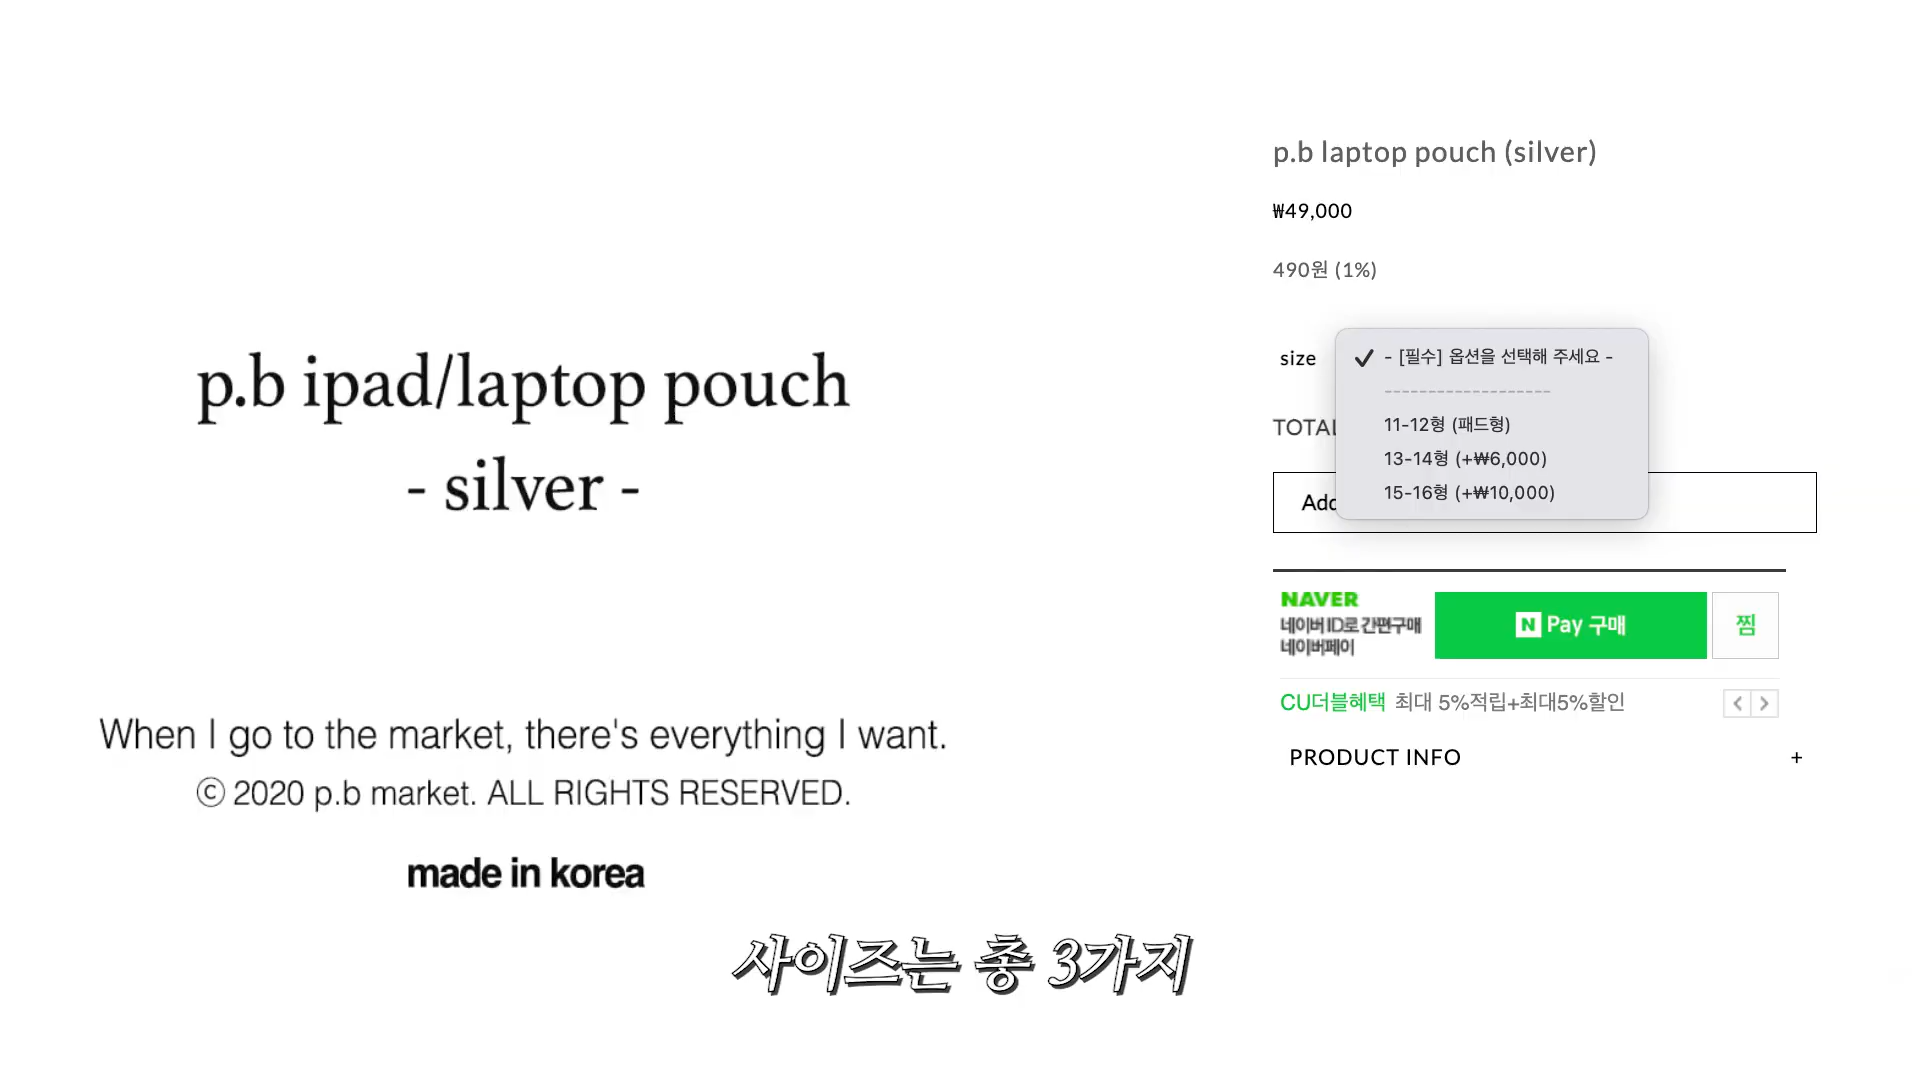 p.b ipad/laptop pouch
- silver -
When I go to the market, there's everything I want.
ⓒ 2020 p.b market. ALL RIGHTS RESERVED.
made in korea
p.b laptop pouch (silver)
₩49,000
490원 (1%)
size
- [필수] 옵션을 선택해 주세요 -
-------------------
11-12형 (패드형)
13-14형 (+₩6,000)
15-16형 (+₩10,000)
TOTAL
Add
NAVER
네이버 ID로 간편구매
네이버페이
N Pay 구매
찜
CU더블혜택 최대 5%적립+최대5%할인
PRODUCT INFO +
사이즈는 총 3가지